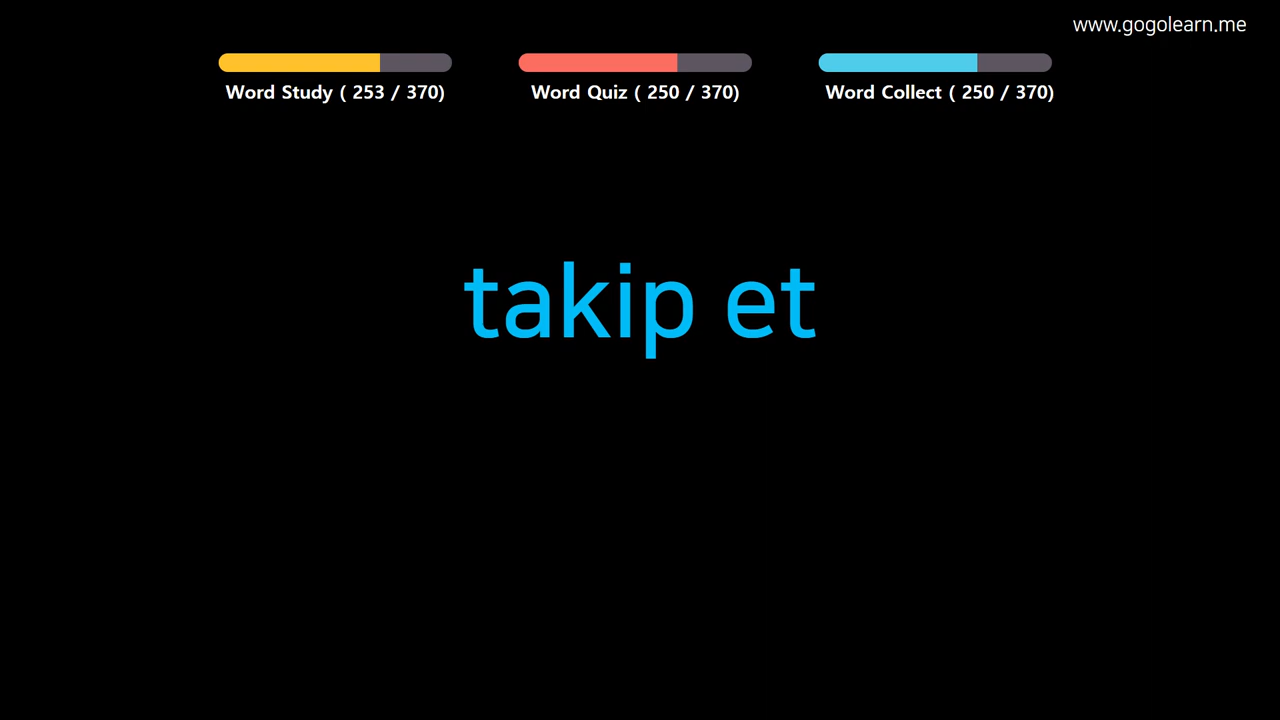 www.gogolearn.me
Word Study ( 253 / 370)
Word Quiz ( 250 / 370)
Word Collect ( 250 / 370)
takip et